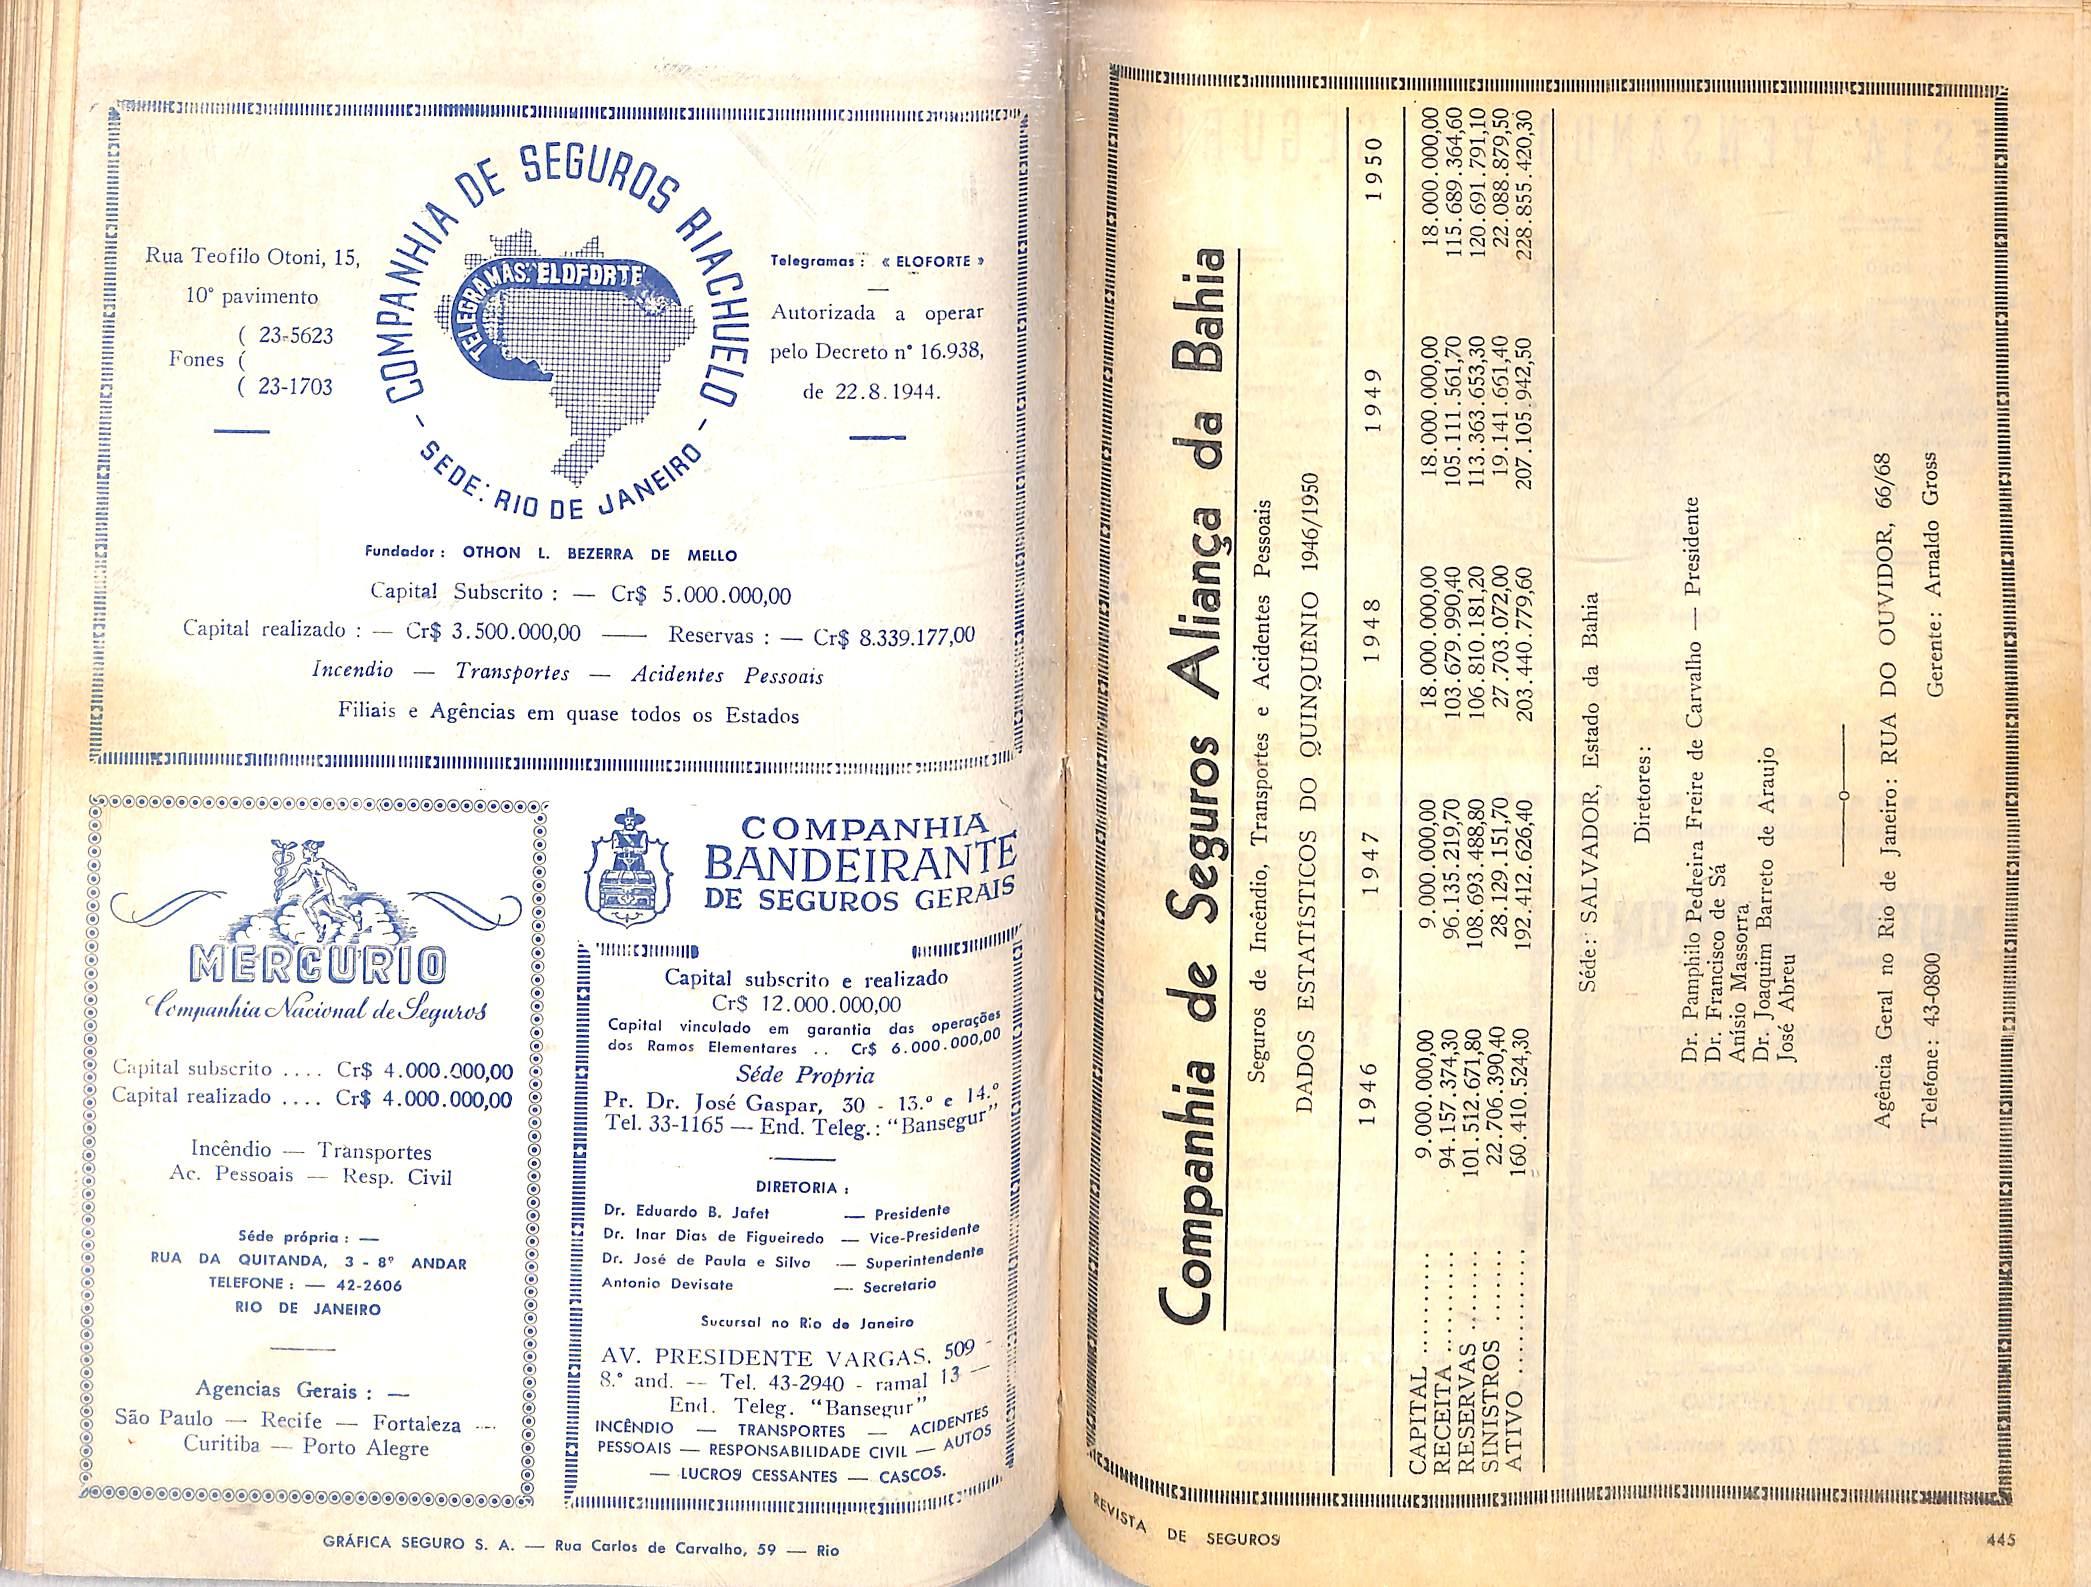 COMPANHIA DE SEGUROS RIACHUELO
- SEDE: RIO DE JANEIRO -
TELEGRAMAS: "ELOFORTE"
Rua Teofilo Otoni, 15,
10° pavimento
( 23-5623
Fones (
( 23-1703
Telegramas : « ELOFORTE »
—
Autorizada a operar
pelo Decreto n° 16.938,
de 22.8.1944.
Fundador : OTHON L. BEZERRA DE MELLO
Capital Subscrito : — Cr$ 5.000.000,00
Capital realizado : — Cr$ 3.500.000,00 —— Reservas : — Cr$ 8.339.177,00
Incendio — Transportes — Acidentes Pessoais
Filiais e Agências em quase todos os Estados
MERCURIO
Companhia Nacional de Seguros
Capital subscrito .... Cr$ 4.000.000,00
Capital realizado .... Cr$ 4.000.000,00
Incêndio — Transportes
Ac. Pessoais — Resp. Civil
Séde própria : —
RUA DA QUITANDA, 3 - 8° ANDAR
TELEFONE : — 42-2606
RIO DE JANEIRO
Agencias Gerais : —
São Paulo — Recife — Fortaleza —
Curitiba — Porto Alegre
COMPANHIA
BANDEIRANTE
DE SEGUROS GERAIS
Capital subscrito e realizado
Cr$ 12.000.000,00
Capital vinculado em garantia das operações
dos Ramos Elementares .. Cr$ 6.000.000,00
Séde Propria
Pr. Dr. José Gaspar, 30 - 13.° e 14.°
Tel. 33-1165 — End. Teleg.: "Bansegur"
DIRETORIA :
Dr. Eduardo B. Jafet — Presidente
Dr. Inar Dias de Figueiredo — Vice-Presidente
Dr. José de Paula e Silva — Superintendente
Antonio Devisate — Secretario
Sucursal no Rio de Janeiro
AV. PRESIDENTE VARGAS, 509 -
8.° and. — Tel. 43-2940 - ramal 13 —
End. Teleg. "Bansegur"
INCÊNDIO — TRANSPORTES — ACIDENTES
PESSOAIS — RESPONSABILIDADE CIVIL — AUTOS
— LUCROS CESSANTES — CASCOS.
GRÁFICA SEGURO S. A. — Rua Carlos de Carvalho, 59 — Rio
Companhia de Seguros Aliança da Bahia
Seguros de Incêndio, Transportes e Acidentes Pessoais
DADOS ESTATÍSTICOS DO QUINQUÊNIO 1946/1950
1946 1947 1948 1949 1950
CAPITAL .......... 9.000.000,00 9.000.000,00 18.000.000,00 18.000.000,00 18.000.000,00
RECEITA .......... 94.157.374,30 96.135.219,70 103.679.990,40 105.111.561,70 115.689.364,60
RESERVAS ....... 101.512.671,80 108.693.488,80 106.810.181,20 113.363.653,30 120.691.791,10
SINISTROS ....... 22.706.390,40 28.129.151,70 27.703.072,00 19.141.661,40 22.088.879,50
ATIVO ............ 160.410.524,30 192.412.626,40 203.440.779,60 207.105.942,50 228.855.420,30
Séde: SALVADOR, Estado da Bahia
Diretores:
Dr. Pamphilo Pedreira Freire de Carvalho — Presidente
Dr. Francisco de Sá
Anísio Massorra
Dr. Joaquim Barreto de Araujo
José Abreu
——o——
Agência Geral no Rio de Janeiro: RUA DO OUVIDOR, 66/68
Telefone: 43-0800 Gerente: Arnaldo Gross
REVISTA DE SEGUROS
445